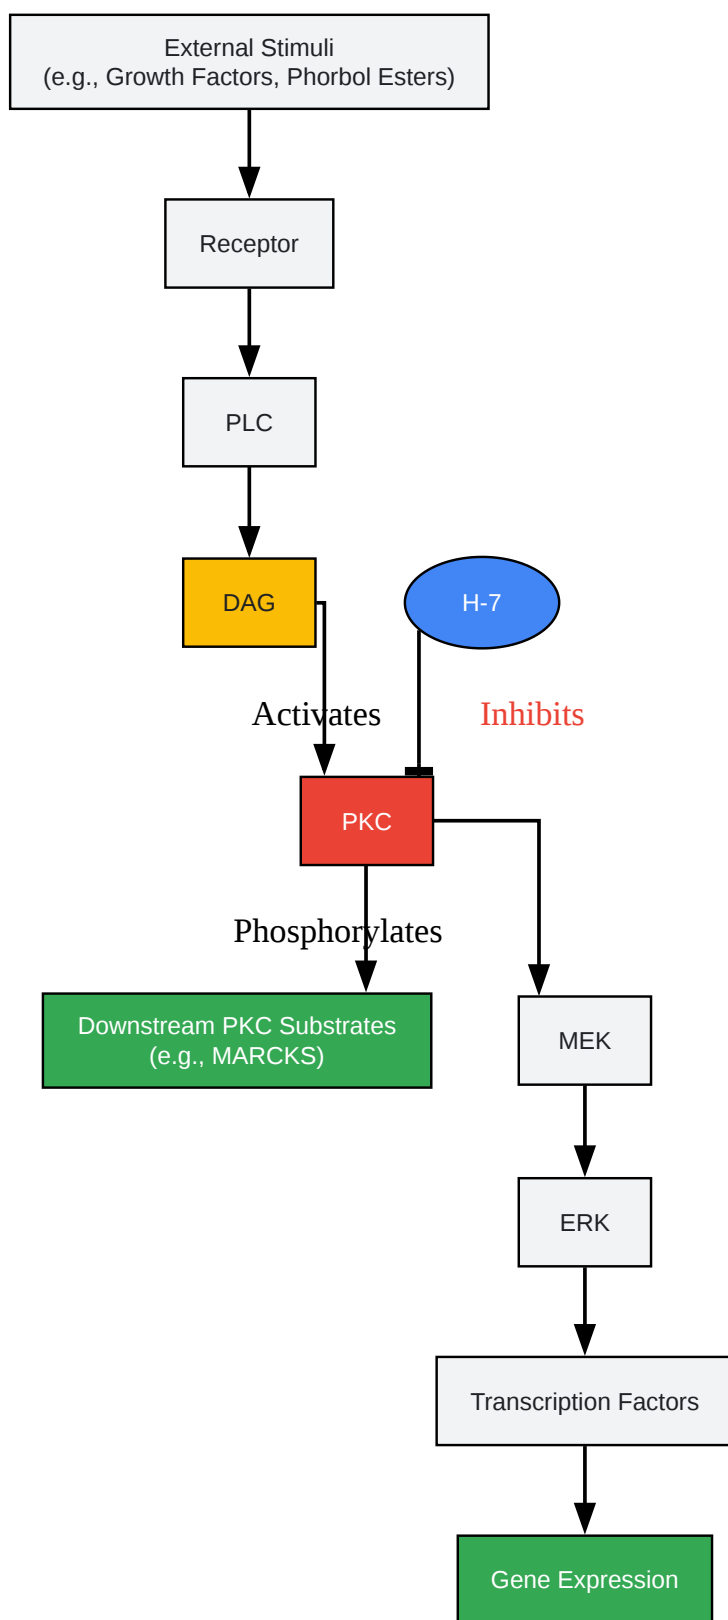 External Stimuli
(e.g., Growth Factors, Phorbol Esters)
Receptor
PLC
DAG
H-7
Activates
Inhibits
PKC
Phosphorylates
Downstream PKC Substrates
(e.g., MARCKS)
MEK
ERK
Transcription Factors
Gene Expression